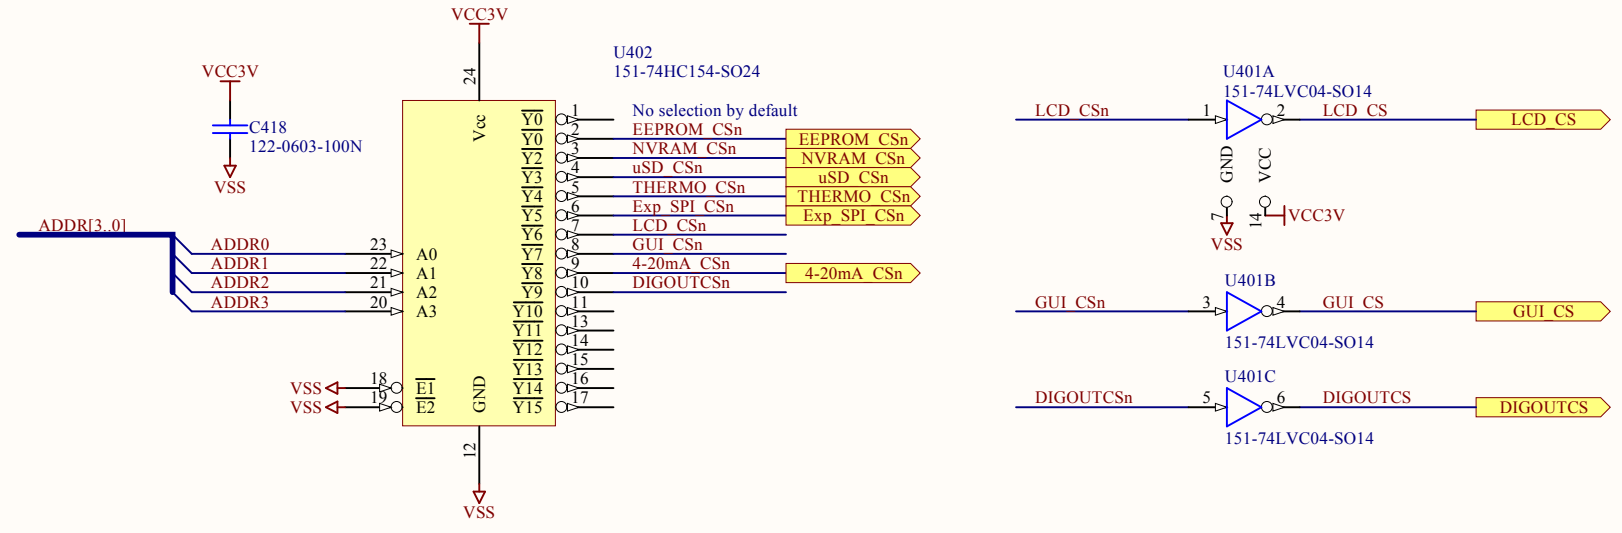 VCC3V
U402
151-74HC154-SO24
VCC3V
C418
122-0603-100N
VSS
ADDR[3..0]
ADDR0
ADDR1
ADDR2
ADDR3
23
22
21
20
A0
A1
A2
A3
VSS
18
E1
VSS
19
E2
24
Vcc
GND
12
VSS
Y0 1 No selection by default
Y0 2 EEPROM_CSn EEPROM_CSn
Y2 3 NVRAM_CSn NVRAM_CSn
Y3 4 uSD_CSn uSD_CSn
Y4 5 THERMO_CSn THERMO_CSn
Y5 6 Exp_SPI_CSn Exp_SPI_CSn
Y6 7 LCD_CSn
Y7 8 GUI_CSn
Y8 9 4-20mA_CSn 4-20mA_CSn
Y9 10 DIGOUTCSn
Y10 11
Y11 13
Y12 14
Y13 15
Y14 16
Y15 17
U401A
151-74LVC04-SO14
LCD_CSn 1 2 LCD_CS LCD_CS
GND VCC
7 14 VCC3V
VSS
U401B
GUI_CSn 3 4 GUI_CS GUI_CS
151-74LVC04-SO14
U401C
DIGOUTCSn 5 6 DIGOUTCS DIGOUTCS
151-74LVC04-SO14